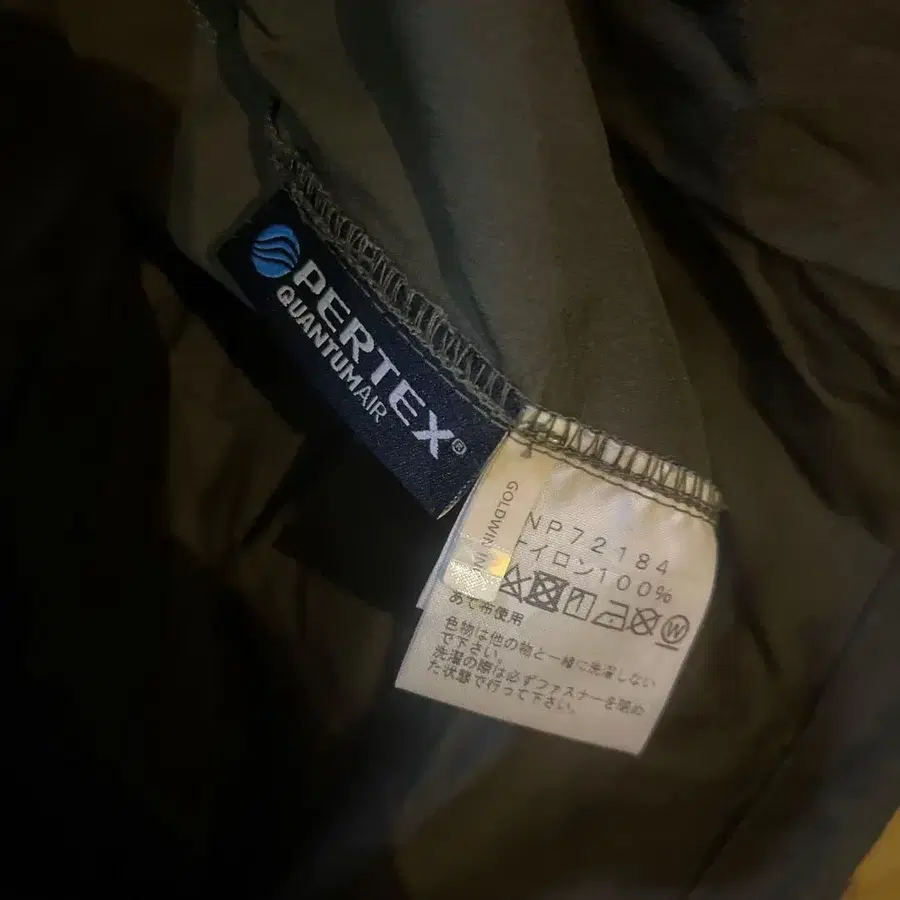 PERTEX®
QUANTUMAIR
GOLDWIN INC
NP72184
ナイロン100%
W
あて布使用
色物は他の物と一緒に洗濯しない
で下さい。
洗濯の際は必ずファスナーを閉め
た状態で行って下さい。